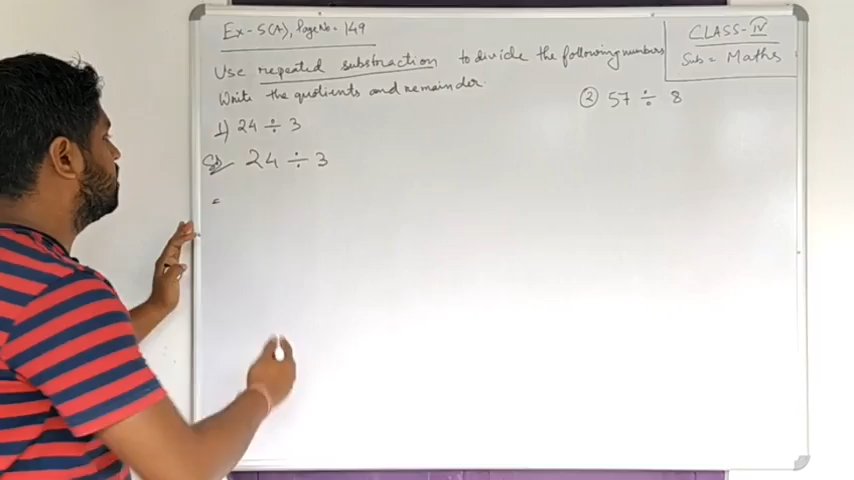 Ex-5(A), Page No- 149
CLASS- IV
Sub = Maths
Use repeated substraction to divide the following numbers
Write the quotients and remainder.
1) 24 ÷ 3
② 57 ÷ 8
Sol 24 ÷ 3
=